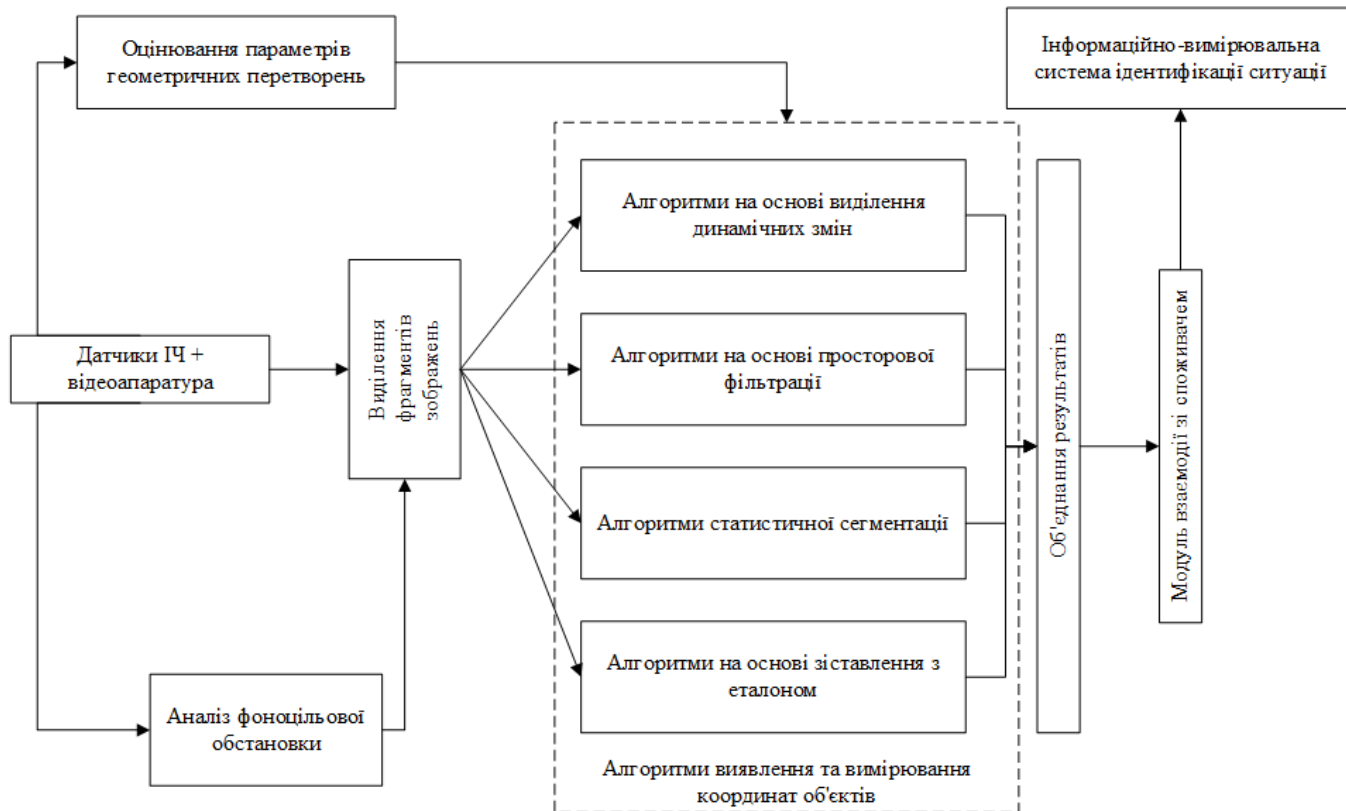 Оцінювання параметрів
геометричних перетворень
Інформаційно-вимірювальна
система ідентифікації ситуації
Датчики ІЧ +
відеоапаратура
Виділення
фрагментів
зображень
Алгоритми на основі виділення
динамічних змін
Алгоритми на основі просторової
фільтрації
Алгоритми статистичної сегментації
Алгоритми на основі зіставлення з
еталоном
Алгоритми виявлення та вимірювання
координат об'єктів
Об'єднання результатів
Модуль взаємодії зі споживачем
Аналіз фоноцільової
обстановки